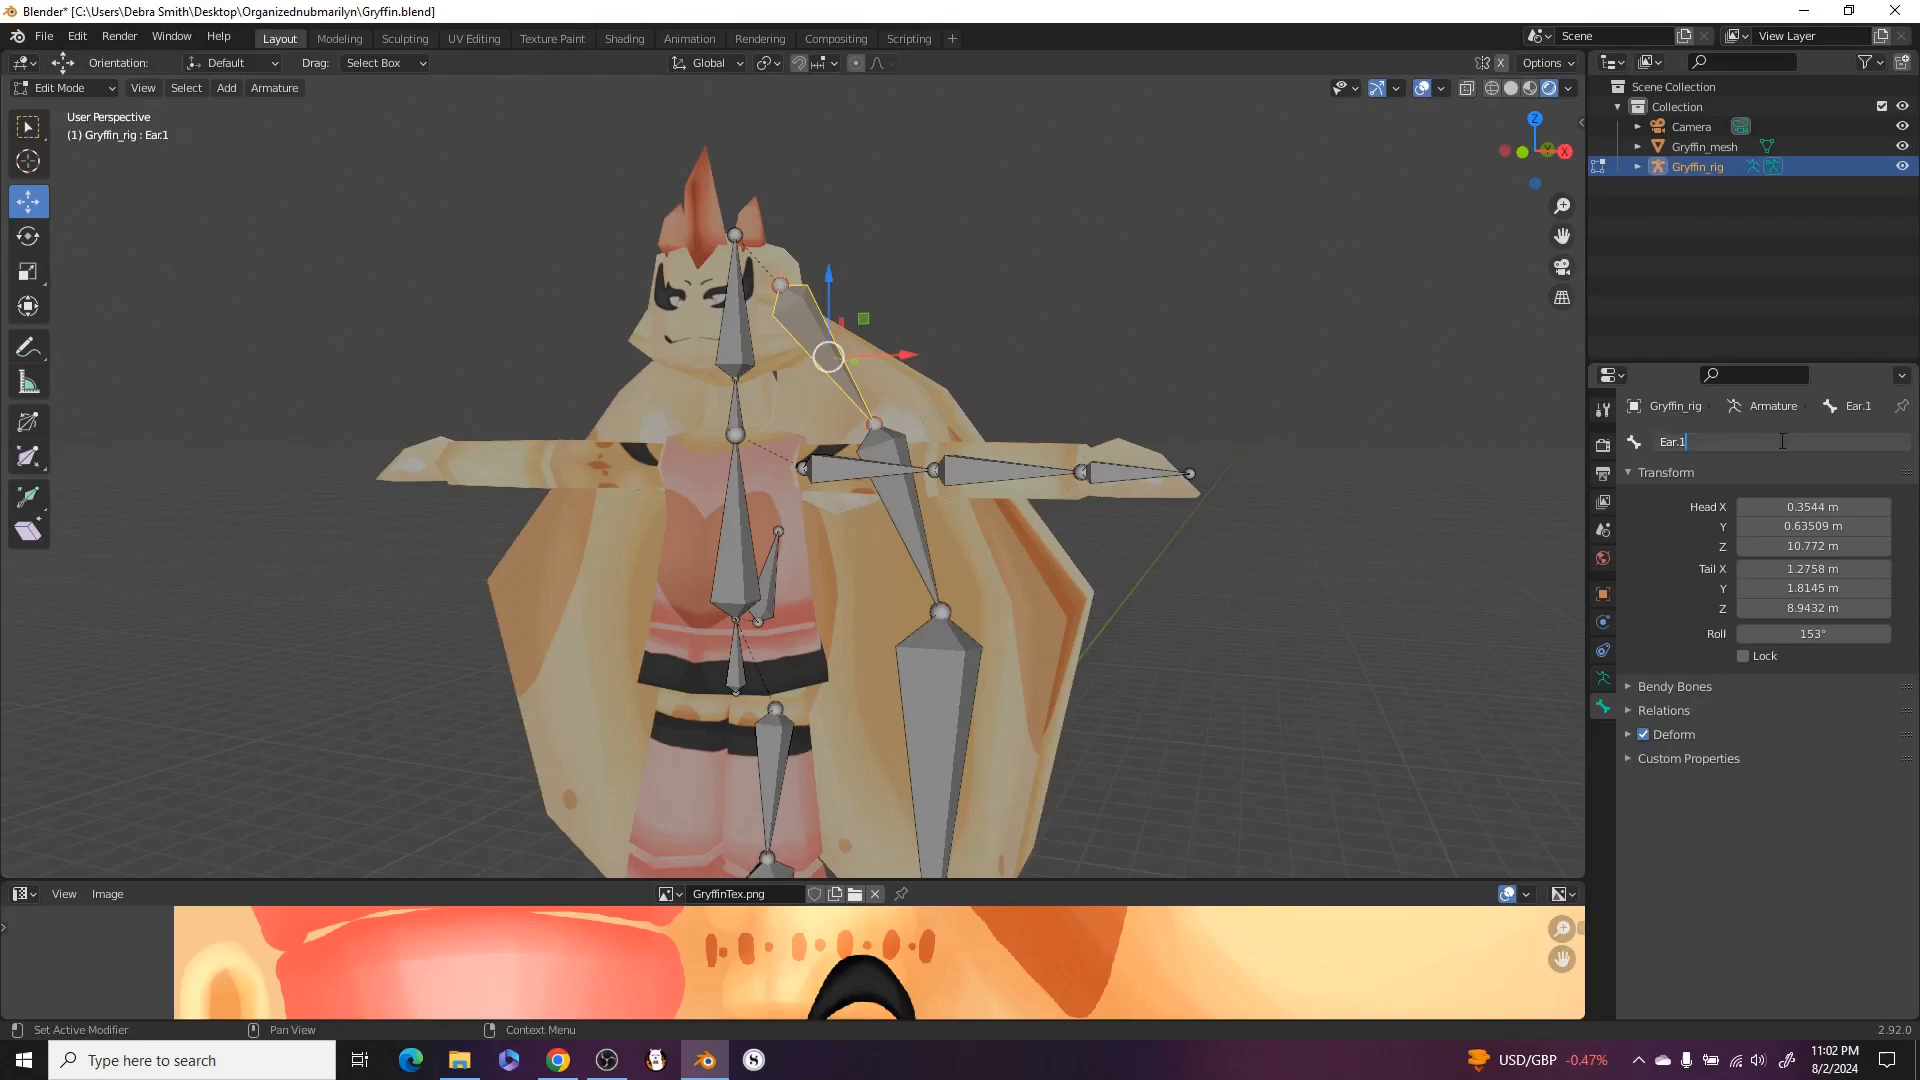 Blender* [C:\Users\Debra Smith\Desktop\Organizednubmarilyn\Gryffin.blend]
File Edit Render Window Help
Layout Modeling Sculpting UV Editing Texture Paint Shading Animation Rendering Compositing Scripting +
Scene View Layer
Orientation: Default Drag: Select Box Global X Options
Edit Mode View Select Add Armature
User Perspective
(1) Gryffin_rig : Ear.1
Z
Y
X
Scene Collection
Collection
Camera
Gryffin_mesh
Gryffin_rig
Gryffin_rig Armature Ear.1
Ear.1
Transform
Head X 0.3544 m
Y 0.63509 m
Z 10.772 m
Tail X 1.2758 m
Y 1.8145 m
Z 8.9432 m
Roll 153°
Lock
Bendy Bones
Relations
Deform
Custom Properties
View Image GryffinTex.png
Set Active Modifier Pan View Context Menu 2.92.0
Type here to search
USD/GBP -0.47%
11:02 PM
8/2/2024